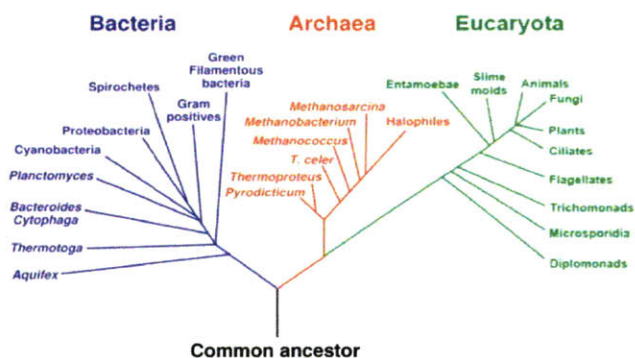 Bacteria
Archaea
Eucaryota
Green
Filamentous
bacteria
Spirochetes
Gram
positives
Proteobacteria
Cyanobacteria
Planctomyces
Bacteroides
Cytophaga
Thermotoga
Aquifex
Methanosarcina
Methanobacterium
Halophiles
Methanococcus
T. celer
Thermoproteus
Pyrodicticum
Entamoebae
Slime
molds
Animals
Fungi
Plants
Ciliates
Flagellates
Trichomonads
Microsporidia
Diplomonads
Common ancestor